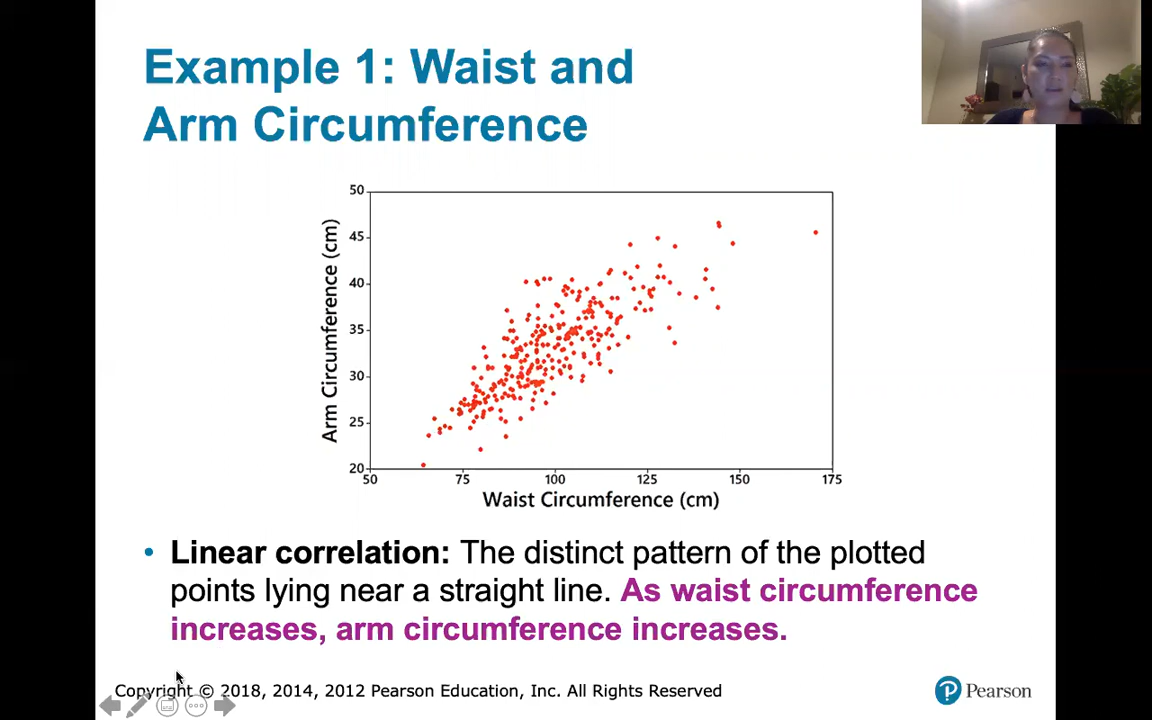 Example 1: Waist and
Arm Circumference
50
45
40
35
30
25
20
Arm Circumference (cm)
50 75 100 125 150 175
Waist Circumference (cm)
• Linear correlation: The distinct pattern of the plotted
points lying near a straight line. As waist circumference
increases, arm circumference increases.
Copyright © 2018, 2014, 2012 Pearson Education, Inc. All Rights Reserved
Pearson